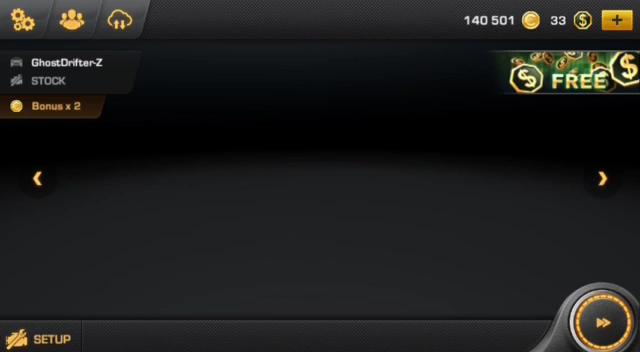 140 501 33 +
GhostDrifter-Z
STOCK
Bonus x 2
$ FREE $
SETUP